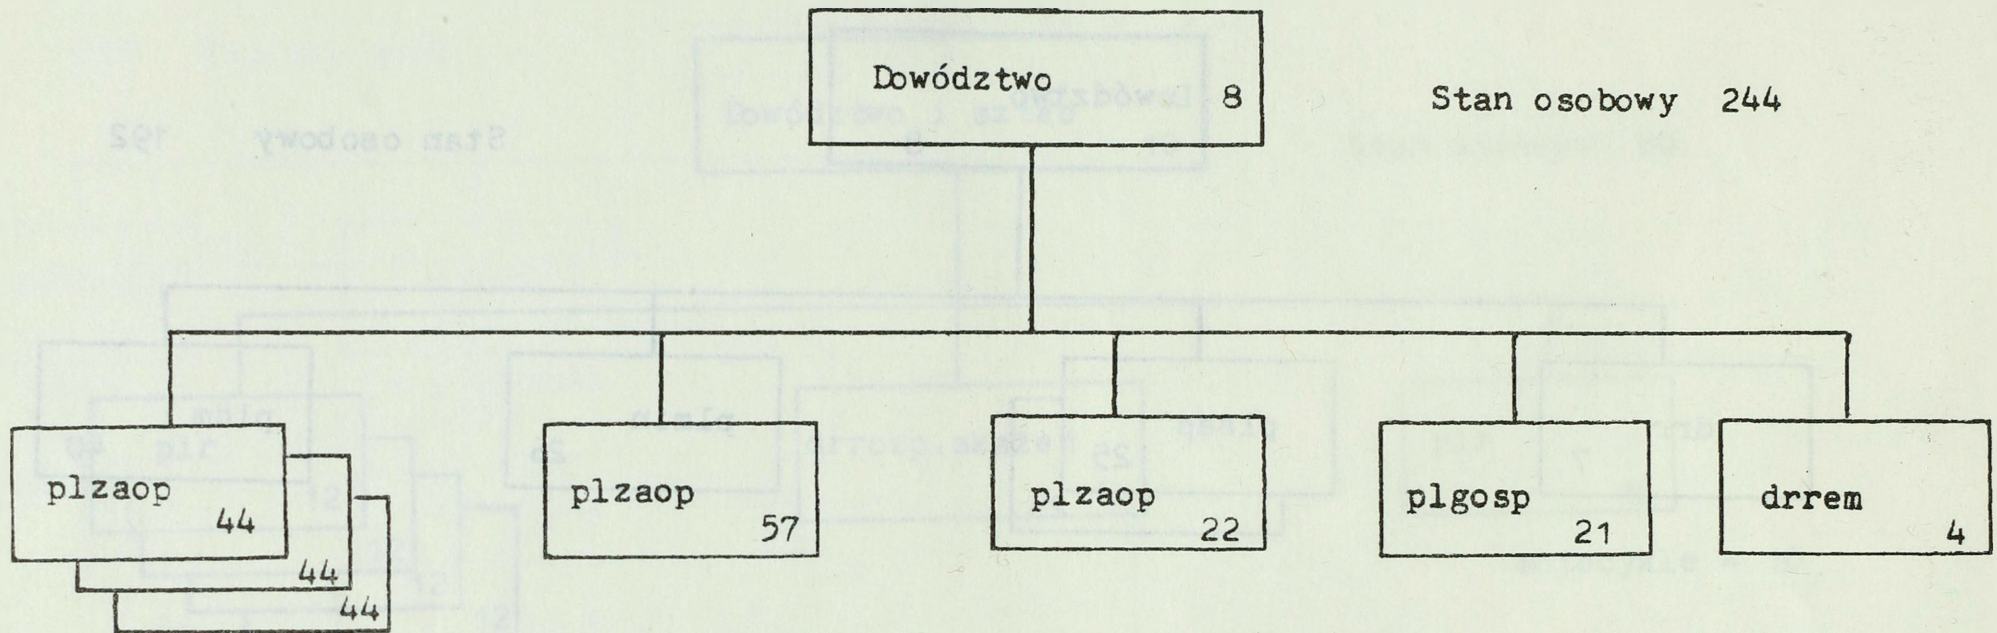 Dowództwo 8
Stan osobowy 244
plzaop 44
44
44
plzaop 57
plzaop 22
plgosp 21
drrem 4